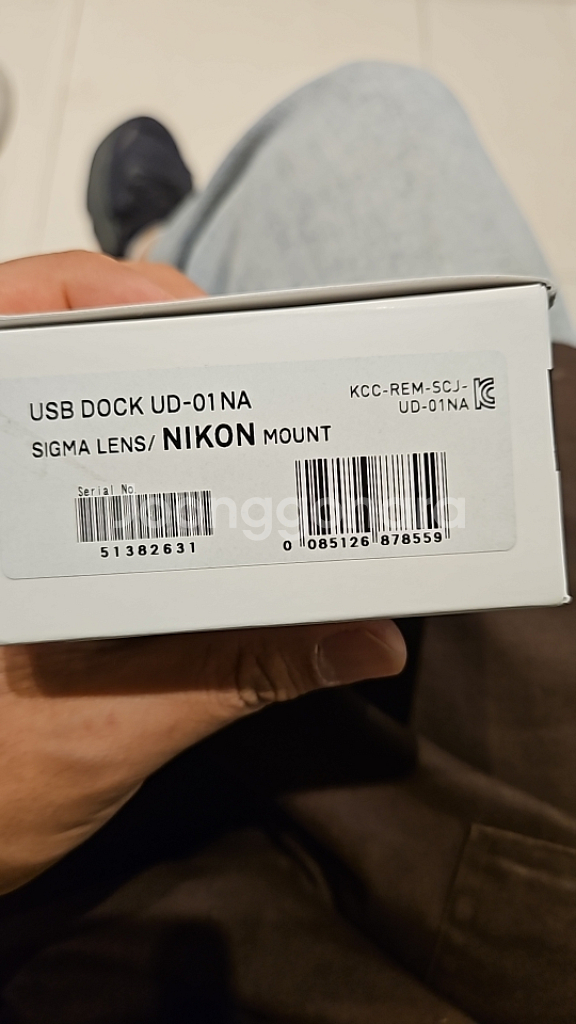 USB DOCK UD-01NA
SIGMA LENS/ NIKON MOUNT
KCC-REM-SCJ-
UD-01NA
Serial No.
51382631
0 085126 878559
Joonggonara